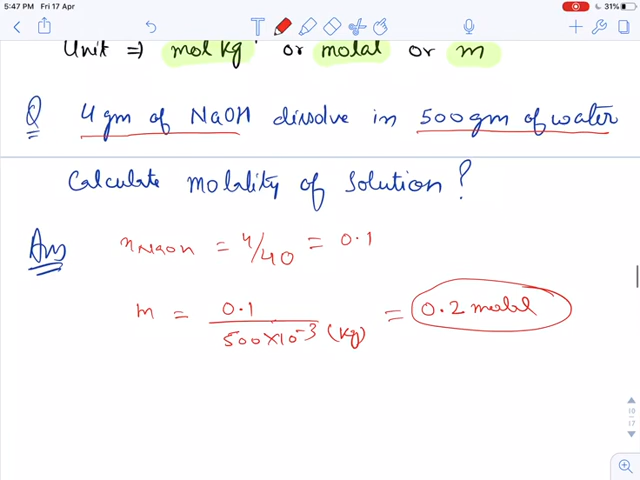 5:47 PM Fri 17 Apr
31%
Unit ⇒ mol kg⁻¹ or molal or m
Q 4 gm of NaOH dissolve in 500 gm of water
Calculate molality of solution?
Ans nNaOH = 4/40 = 0.1
m = 0.1 / 500×10⁻³ (kg) = 0.2 molal
10
17